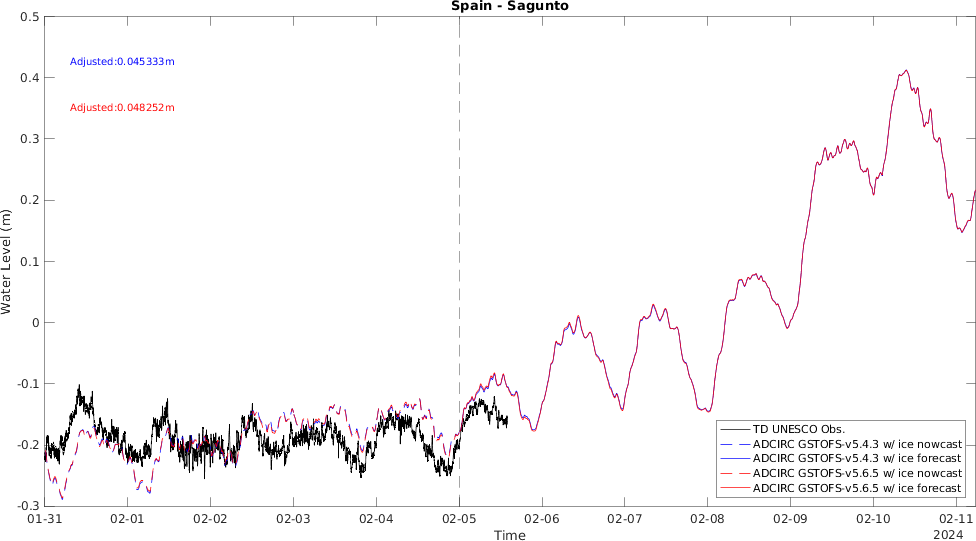 Spain - Sagunto
0.5
0.4
0.3
0.2
0.1
0
-0.1
-0.2
-0.3
Water Level (m)
Adjusted:0.045333m
Adjusted:0.048252m
TD UNESCO Obs.
ADCIRC GSTOFS-v5.4.3 w/ ice nowcast
ADCIRC GSTOFS-v5.4.3 w/ ice forecast
ADCIRC GSTOFS-v5.6.5 w/ ice nowcast
ADCIRC GSTOFS-v5.6.5 w/ ice forecast
01-31 02-01 02-02 02-03 02-04 02-05 02-06 02-07 02-08 02-09 02-10 02-11
Time 2024